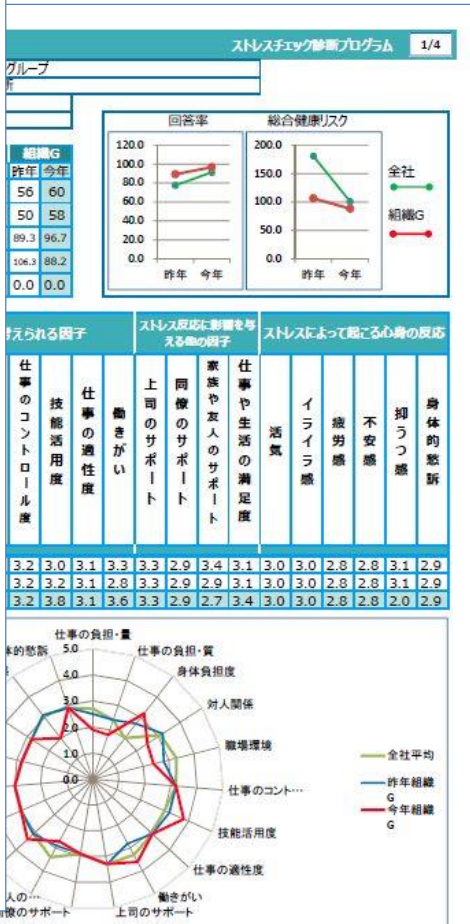 ストレスチェック診断プログラム 1/4
グループ
所
組織G
昨年 今年
56 60
50 58
89.3 96.7
106.3 88.2
0.0 0.0
回答率
120.0
100.0
80.0
60.0
40.0
20.0
0.0
昨年 今年
総合健康リスク
200.0
150.0
100.0
50.0
0.0
昨年 今年
全社
組織G
考えられる因子
ストレス反応に影響を与
える他の因子
ストレスによって起こる心身の反応
仕事のコントロール度
技能活用度
仕事の適性度
働きがい
上司のサポート
同僚のサポート
家族や友人のサポート
仕事や生活の満足度
活気
イライラ感
疲労感
不安感
抑うつ感
身体的愁訴
3.2 3.0 3.1 3.3 3.3 2.9 3.4 3.1 3.0 3.0 2.8 2.8 3.1 2.9
3.2 3.2 3.1 2.8 3.3 2.9 2.9 3.1 3.0 3.0 2.8 2.8 3.1 2.9
3.2 3.8 3.1 3.6 3.3 2.9 2.7 3.4 3.0 3.0 2.8 2.8 2.0 2.9
仕事の負担・量
体的愁訴
仕事の負担・質
身体負担度
対人関係
職場環境
仕事のコント…
技能活用度
仕事の適性度
働きがい
上司のサポート
同僚のサポート
人の…
5.0
4.0
3.0
2.0
1.0
0.0
全社平均
昨年組織
G
今年組織
G